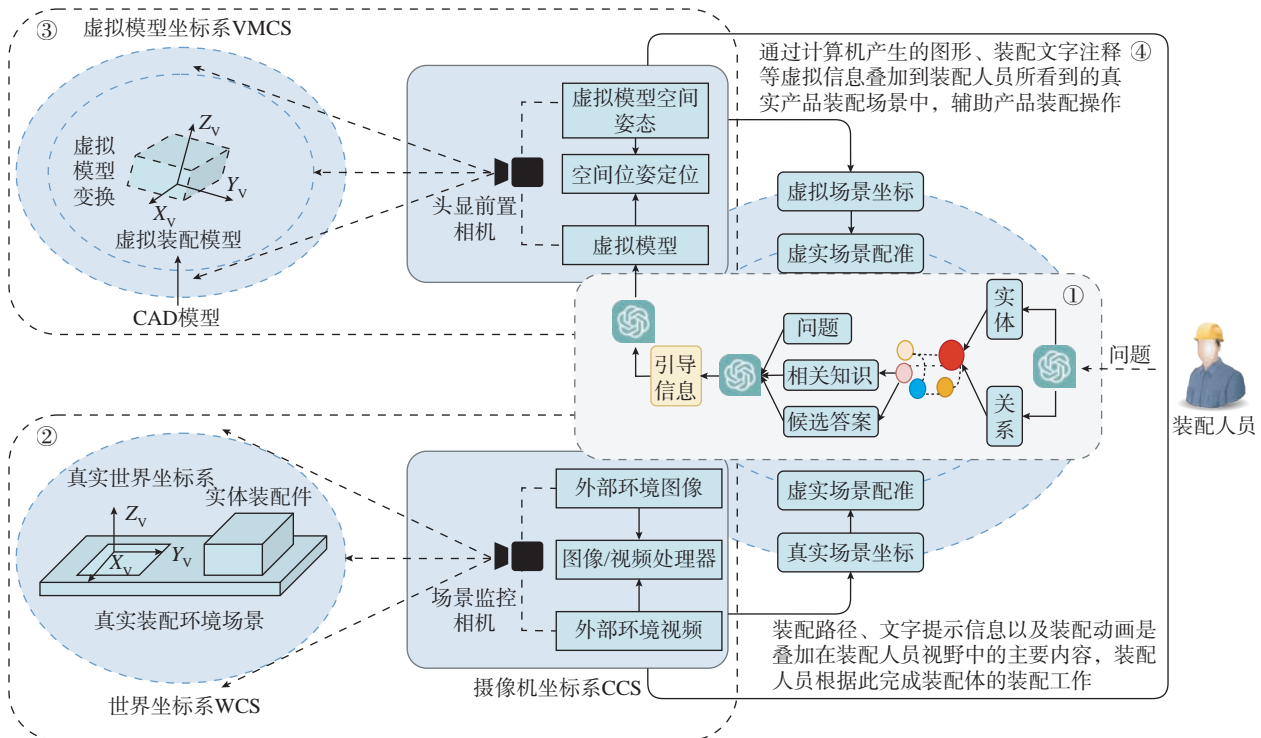 ③
虚拟模型坐标系VMCS
虚拟
模型
变换
Z_V
Y_V
X_V
虚拟装配模型
CAD模型
头显前置
相机
虚拟模型空间
姿态
空间位姿定位
虚拟模型
通过计算机产生的图形、装配文字注释④
等虚拟信息叠加到装配人员所看到的真
实产品装配场景中，辅助产品装配操作
虚拟场景坐标
虚实场景配准
①
引导
信息
问题
相关知识
候选答案
实
体
关
系
问题
装配人员
②
真实世界坐标系
实体装配件
Z_V
X_V
Y_V
真实装配环境场景
世界坐标系WCS
场景监控
相机
外部环境图像
图像/视频处理器
外部环境视频
摄像机坐标系CCS
虚实场景配准
真实场景坐标
装配路径、文字提示信息以及装配动画是
叠加在装配人员视野中的主要内容，装配
人员根据此完成装配体的装配工作